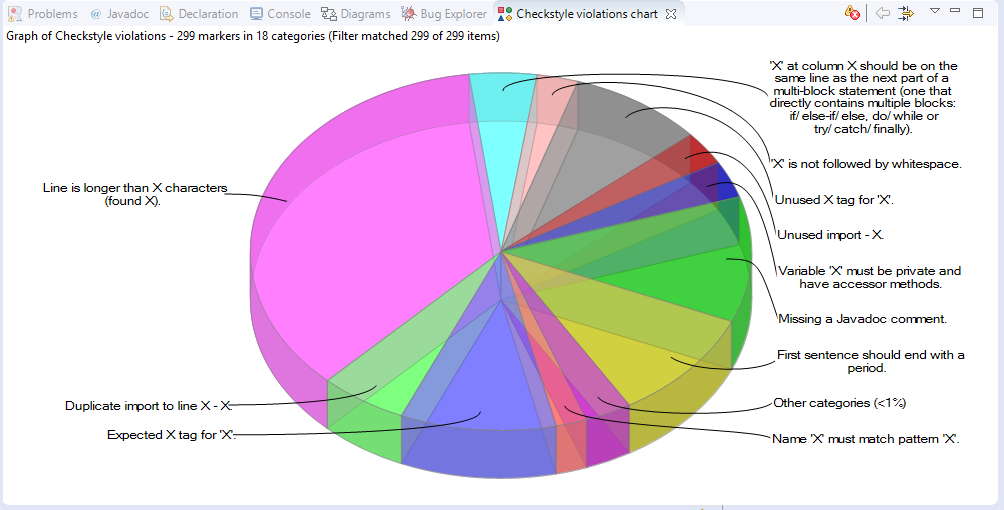 Problems @ Javadoc Declaration Console Diagrams Bug Explorer Checkstyle violations chart
Graph of Checkstyle violations - 299 markers in 18 categories (Filter matched 299 of 299 items)
'X' at column X should be on the
same line as the next part of a
multi-block statement (one that
directly contains multiple blocks:
if/ else-if/ else, do/ while or
try/ catch/ finally).
'X' is not followed by whitespace.
Line is longer than X characters
(found X).
Unused X tag for 'X'.
Unused import - X.
Variable 'X' must be private and
have accessor methods.
Missing a Javadoc comment.
First sentence should end with a
period.
Duplicate import to line X - X.
Other categories (<1%)
Expected X tag for 'X'.
Name 'X' must match pattern 'X'.